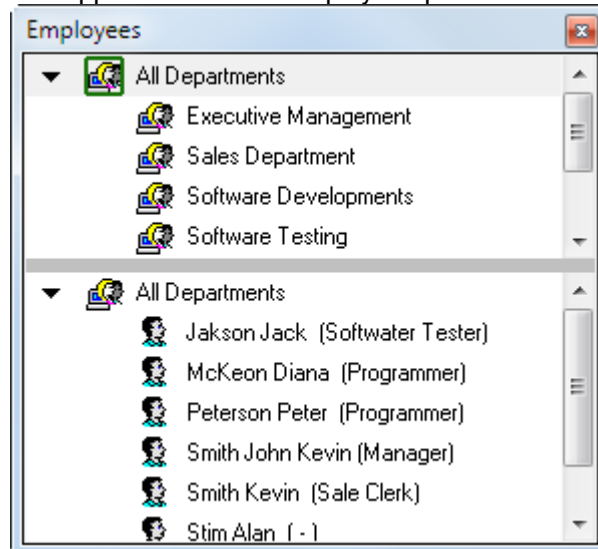 Employees
All Departments
Executive Management
Sales Department
Software Developments
Software Testing
All Departments
Jakson Jack (Softwater Tester)
McKeon Diana (Programmer)
Peterson Peter (Programmer)
Smith John Kevin (Manager)
Smith Kevin (Sale Clerk)
Stim Alan ( - )